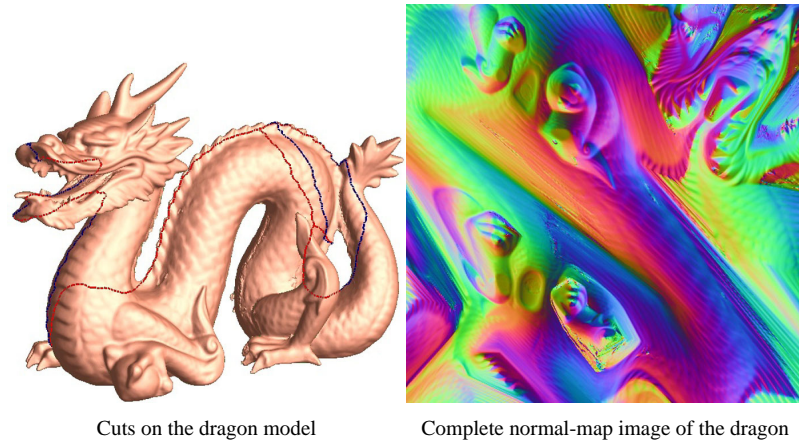 Cuts on the dragon model
Complete normal-map image of the dragon